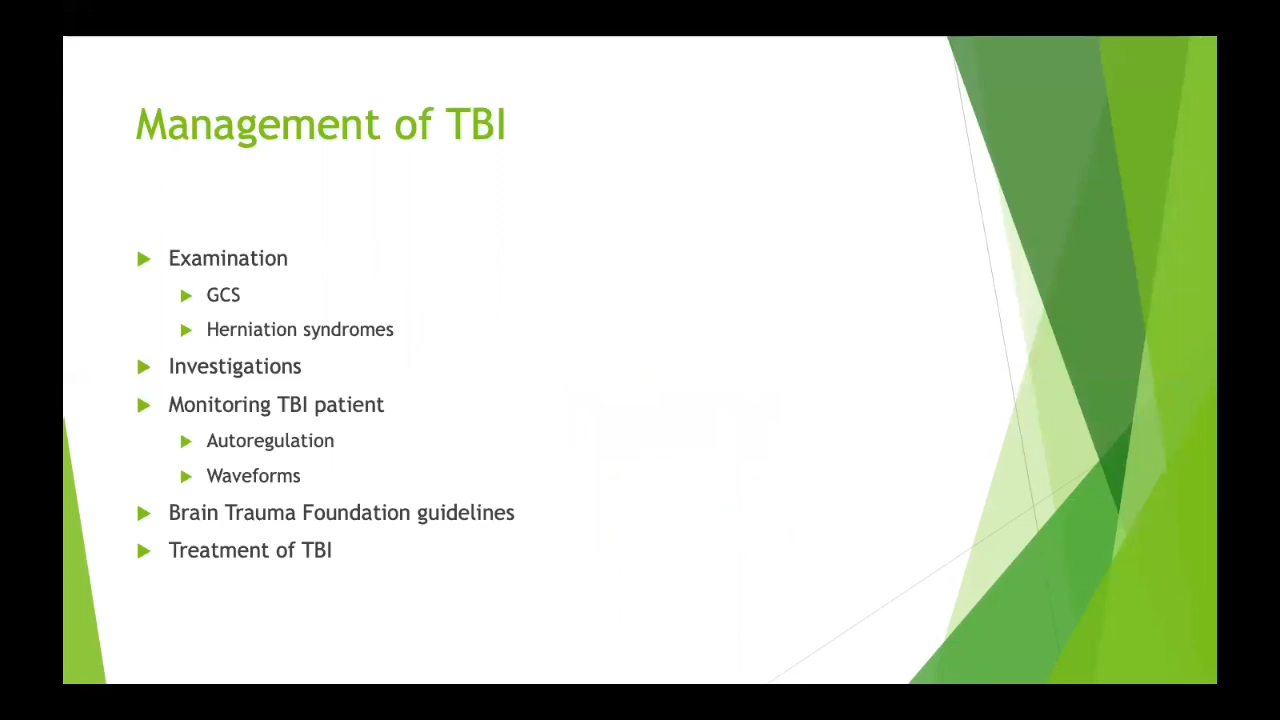 Management of TBI
Examination
GCS
Herniation syndromes
Investigations
Monitoring TBI patient
Autoregulation
Waveforms
Brain Trauma Foundation guidelines
Treatment of TBI